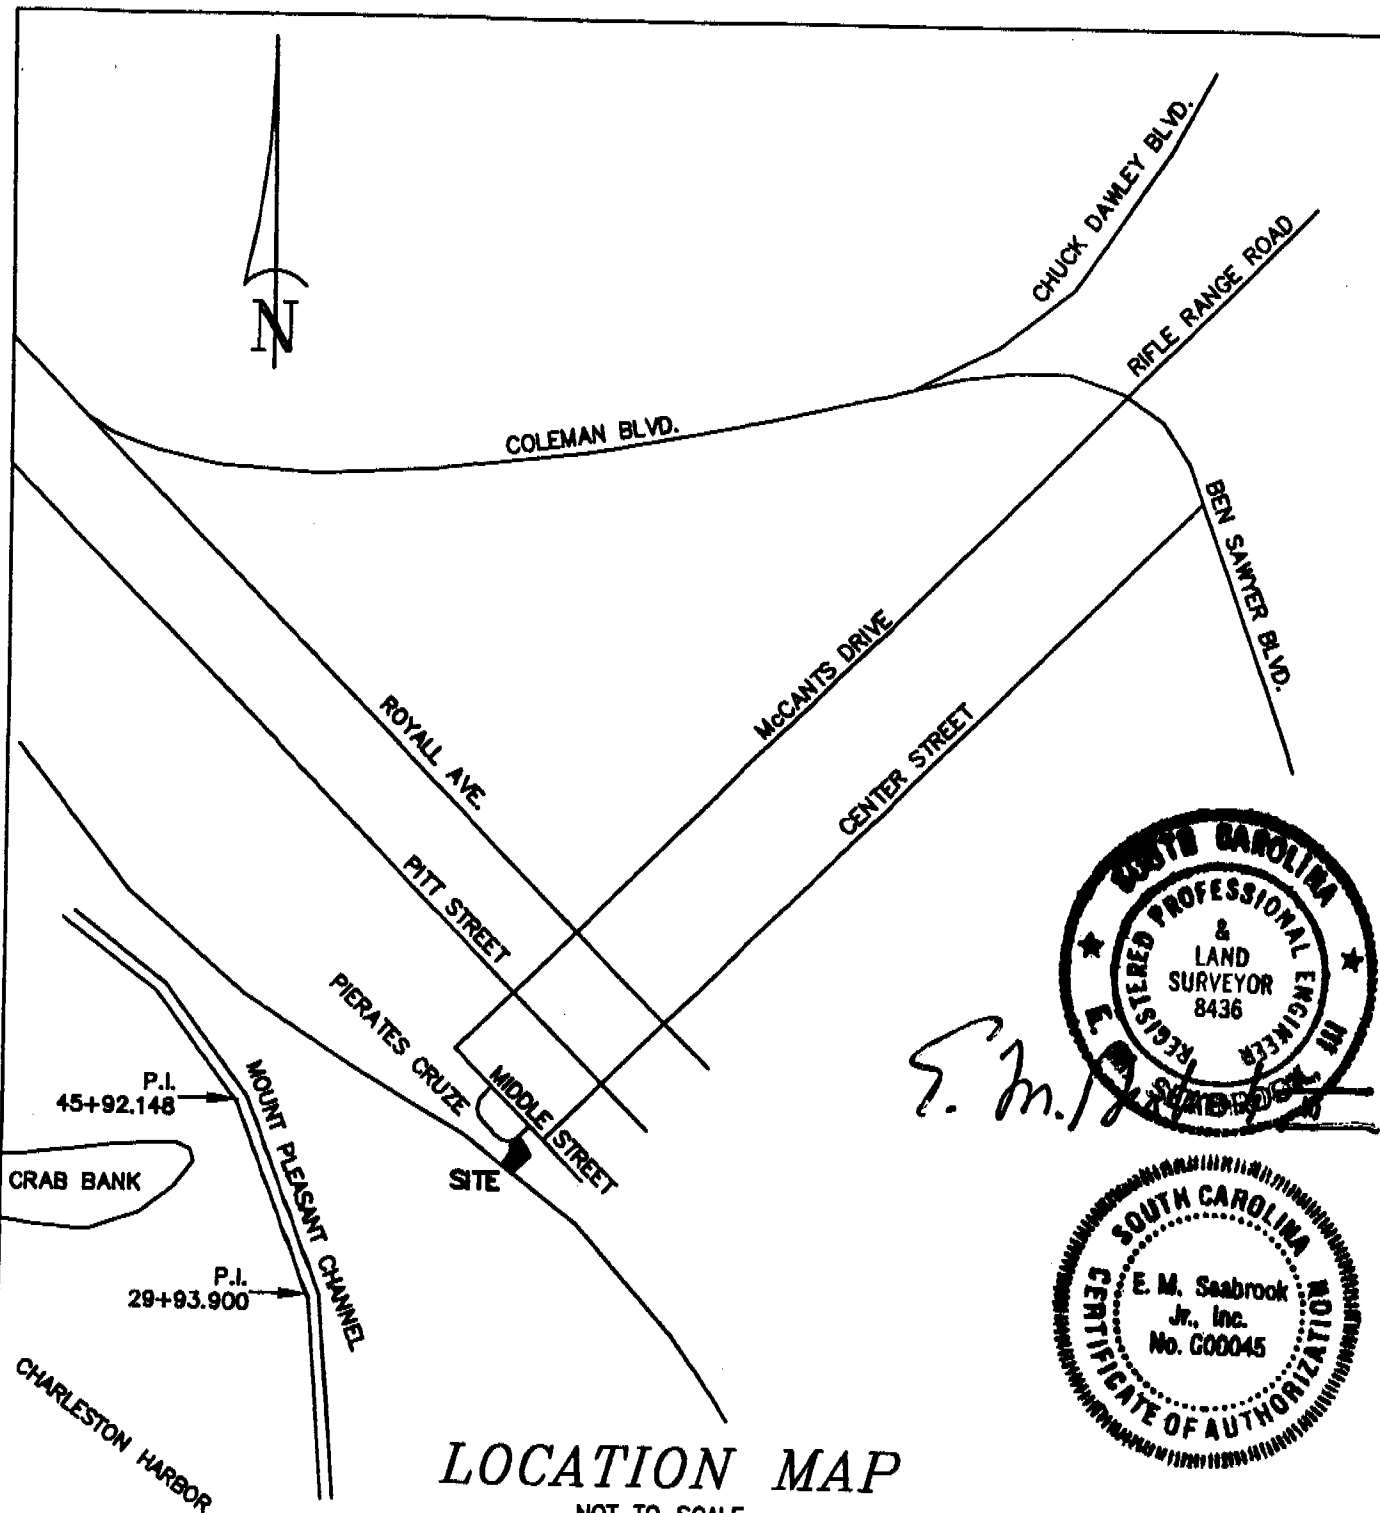 CHUCK DAWLEY BLVD.
RIFLE RANGE ROAD
N
COLEMAN BLVD.
BEN SAWYER BLVD.
McCANTS DRIVE
CENTER STREET
ROYALL AVE.
PITT STREET
PIERATES CRUZE
MIDDLE STREET
SITE
P.I.
45+92.148
MOUNT PLEASANT CHANNEL
CRAB BANK
P.I.
29+93.900
CHARLESTON HARBOR
SOUTH CAROLINA
REGISTERED PROFESSIONAL ENGINEER
&
LAND
SURVEYOR
8436
E. M.
SOUTH CAROLINA
CERTIFICATE OF AUTHORIZATION
E. M. Seabrook
Jr., Inc.
No. C00045
LOCATION MAP
NOT TO SCALE